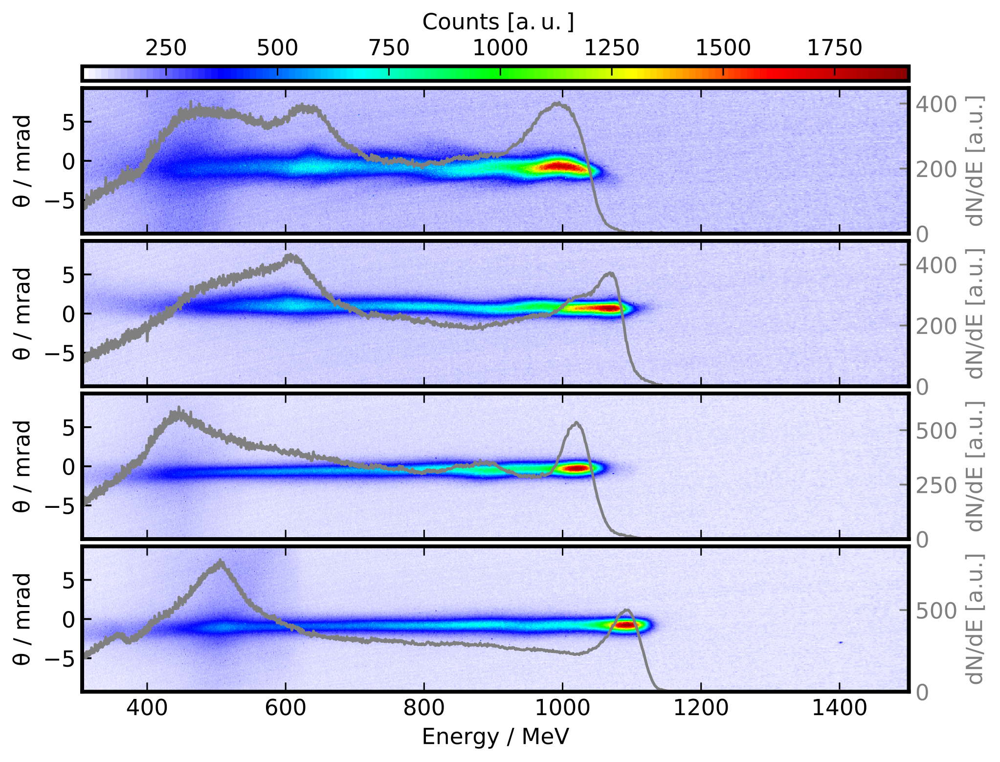 Counts [a. u. ]
250 500 750 1000 1250 1500 1750
θ / mrad
5
0
−5
400
200
0
dN/dE [a.u.]
θ / mrad
5
0
−5
400
200
0
dN/dE [a.u.]
θ / mrad
5
0
−5
500
250
0
dN/dE [a.u.]
θ / mrad
5
0
−5
500
0
dN/dE [a.u.]
400 600 800 1000 1200 1400
Energy / MeV